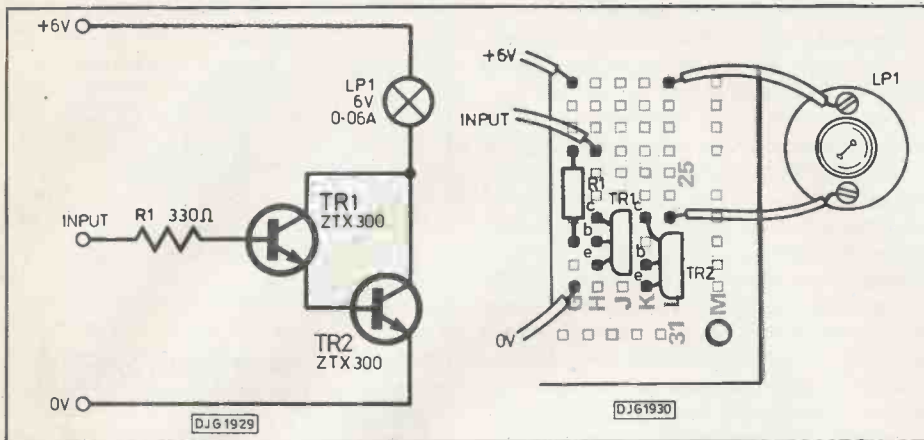 +6V
LP1
6V
0·06A
TR1
ZTX300
INPUT
R1 330Ω
TR2
ZTX300
0V
DJG1929
+6V
LP1
INPUT
25
R1
TR1
c
c
b
e
b
e
TR2
G H J K L M
0V
31
DJG1930